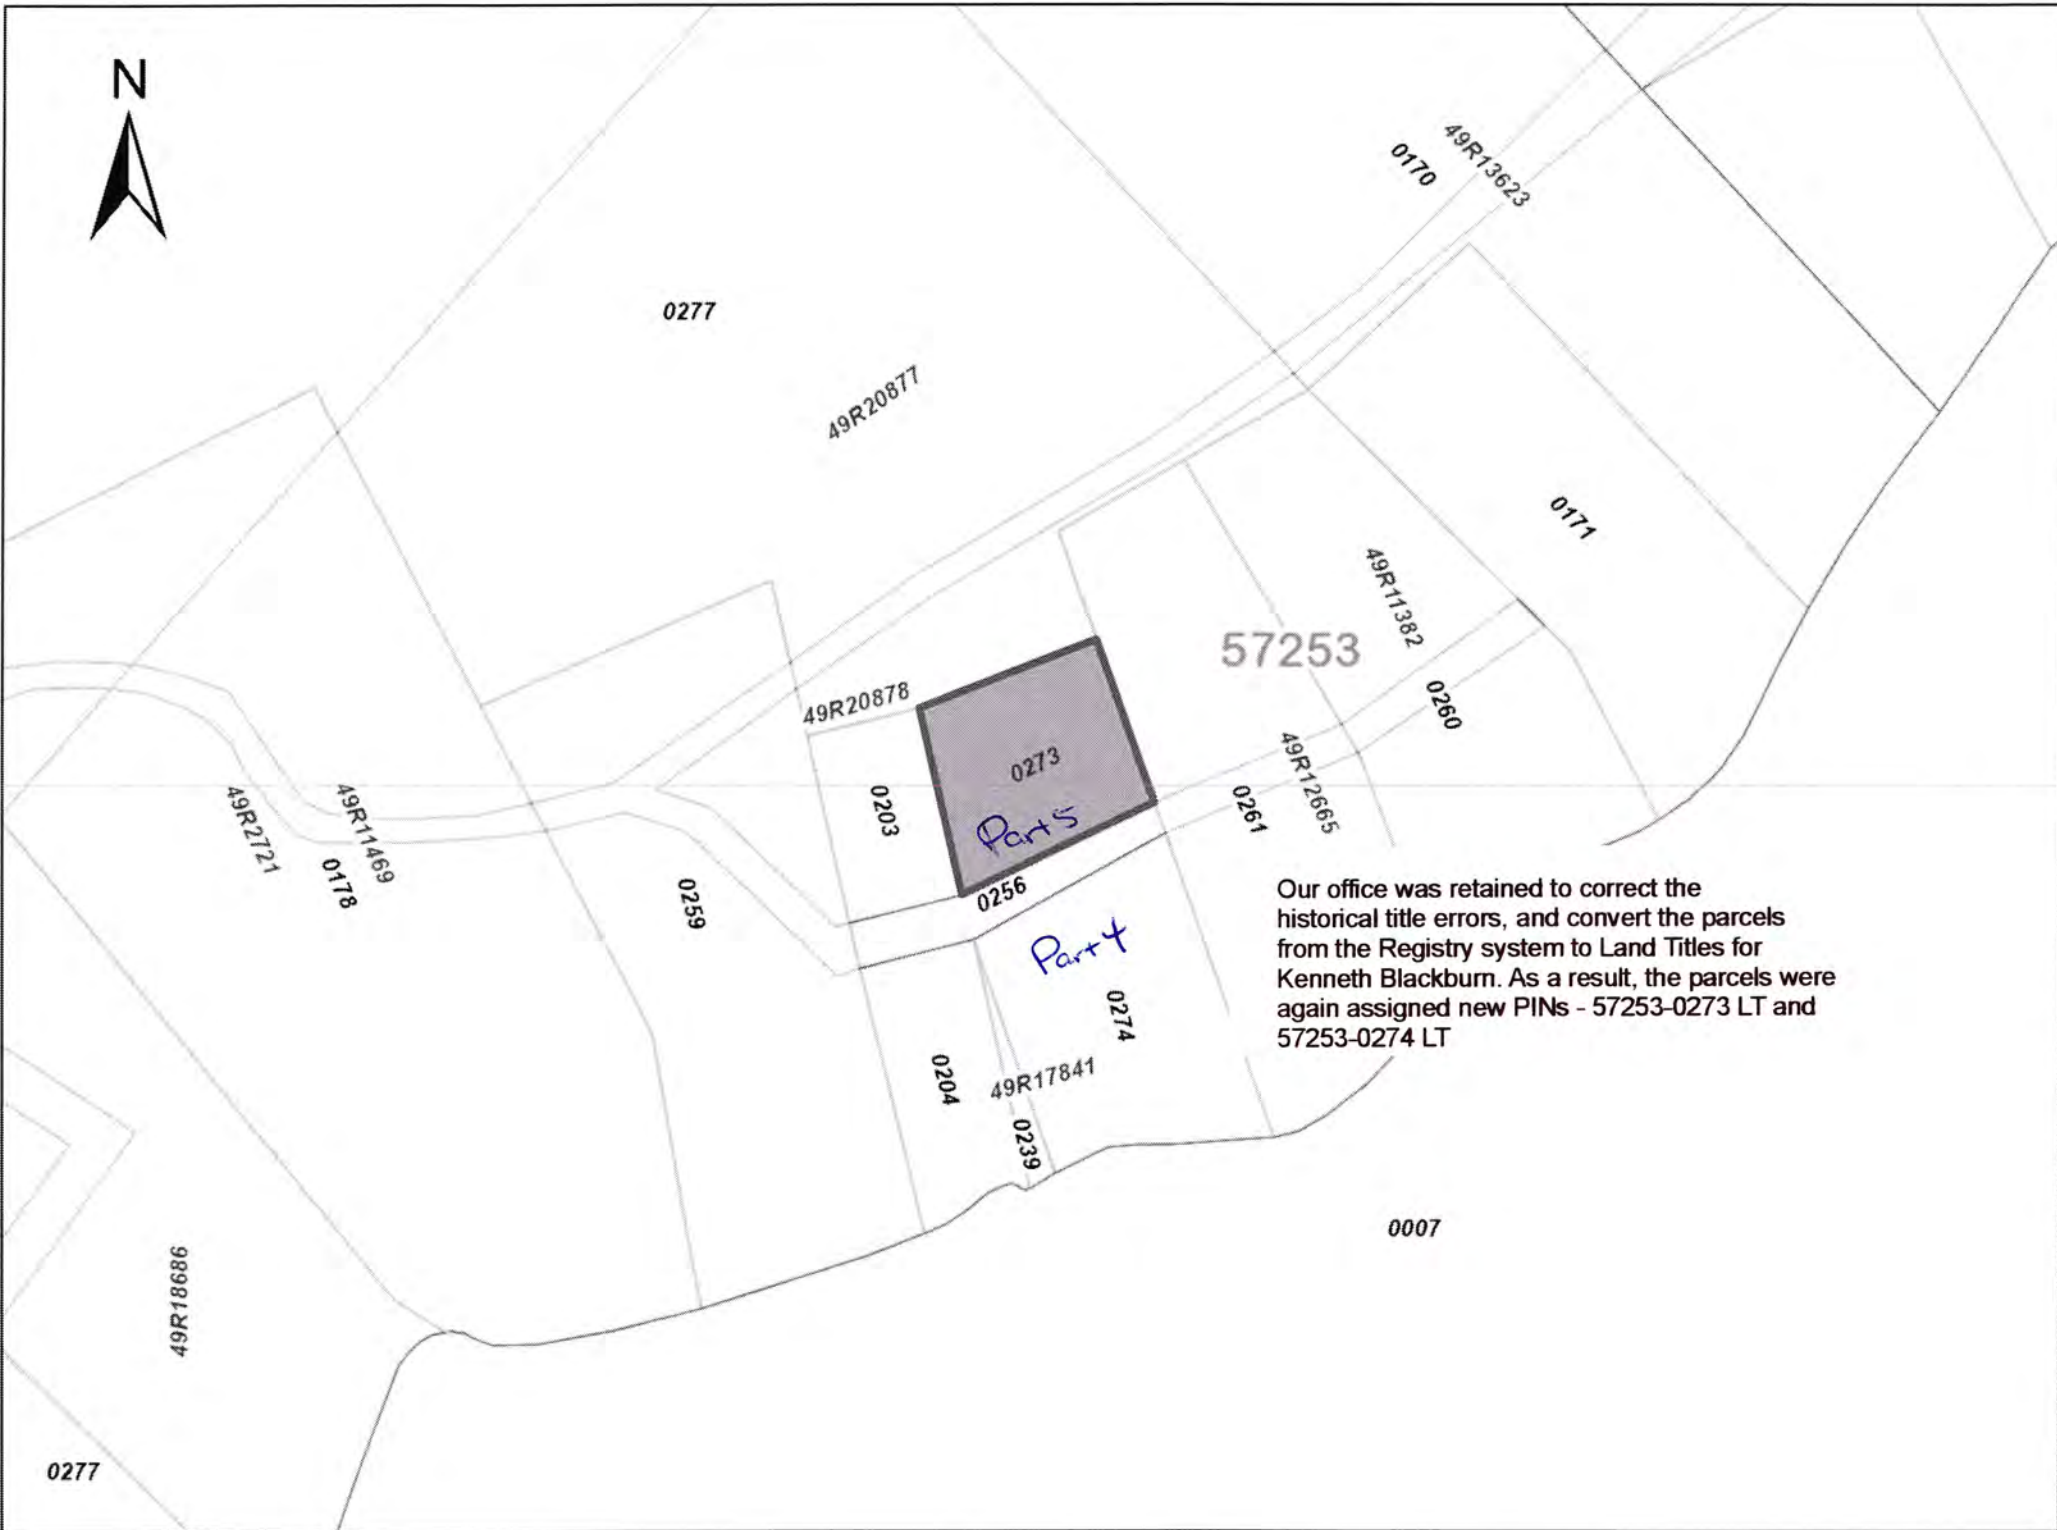 N
0170
49R13623
0277
49R20877
0171
49R11382
57253
0260
49R20878
0273
49R12665
0203
0261
Part 5
49R2721
49R11469
0178
0259
0256
Part 4
Our office was retained to correct the
historical title errors, and convert the parcels
from the Registry system to Land Titles for
Kenneth Blackburn. As a result, the parcels were
again assigned new PINs - 57253-0273 LT and
57253-0274 LT
0274
0204
49R17841
0239
0007
49R18686
0277